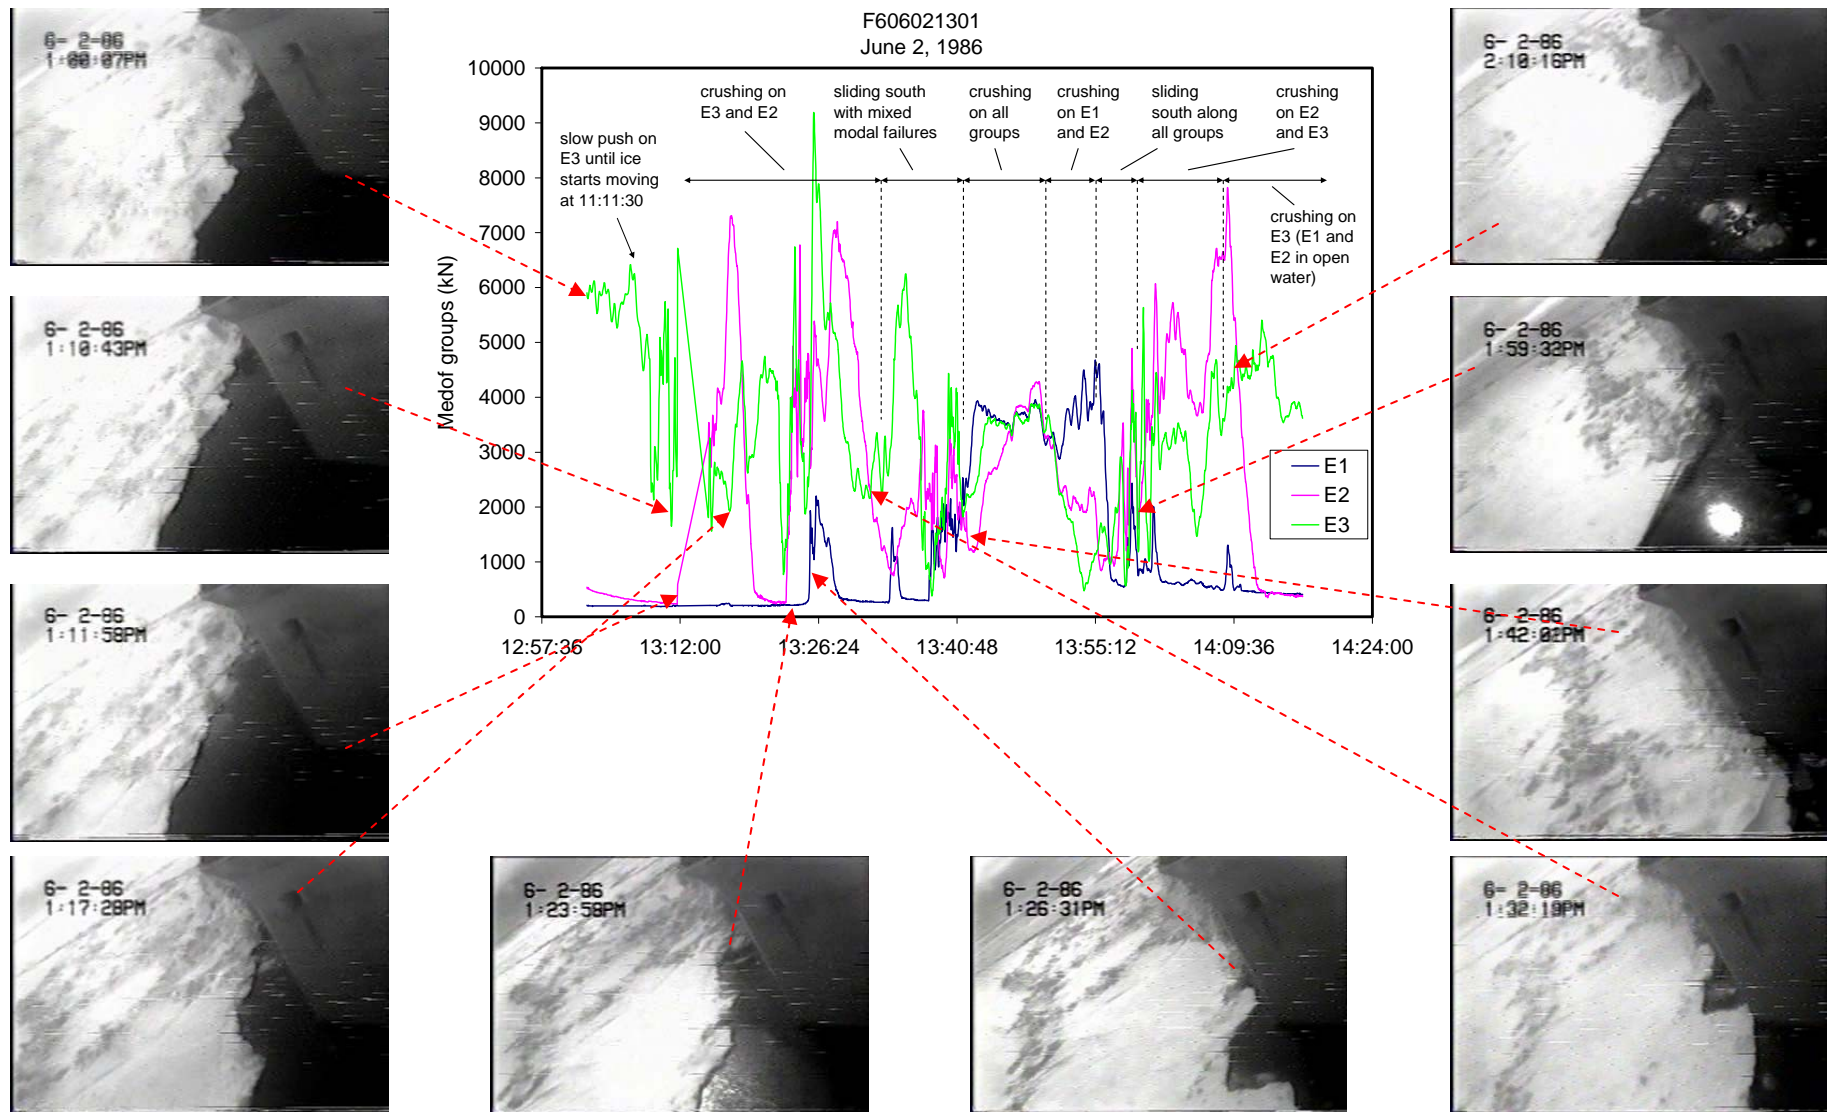 F606021301
June 2, 1986
Medof groups (kN)
10000
9000
8000
7000
6000
5000
4000
3000
2000
1000
0
12:57:36
13:12:00
13:26:24
13:40:48
13:55:12
14:09:36
14:24:00
slow push on
E3 until ice
starts moving
at 11:11:30
crushing on
E3 and E2
sliding south
with mixed
modal failures
crushing
on all
groups
crushing
on E1
and E2
sliding
south along
all groups
crushing
on E2
and E3
crushing on
E3 (E1 and
E2 in open
water)
E1
E2
E3
6- 2-86
1:00:07PM
6- 2-86
1:10:43PM
6- 2-86
1:11:58PM
6- 2-86
1:17:28PM
6- 2-86
1:23:58PM
6- 2-86
1:26:31PM
6- 2-86
1:32:19PM
6- 2-86
1:42:02PM
6- 2-86
1:59:32PM
6- 2-86
2:10:16PM